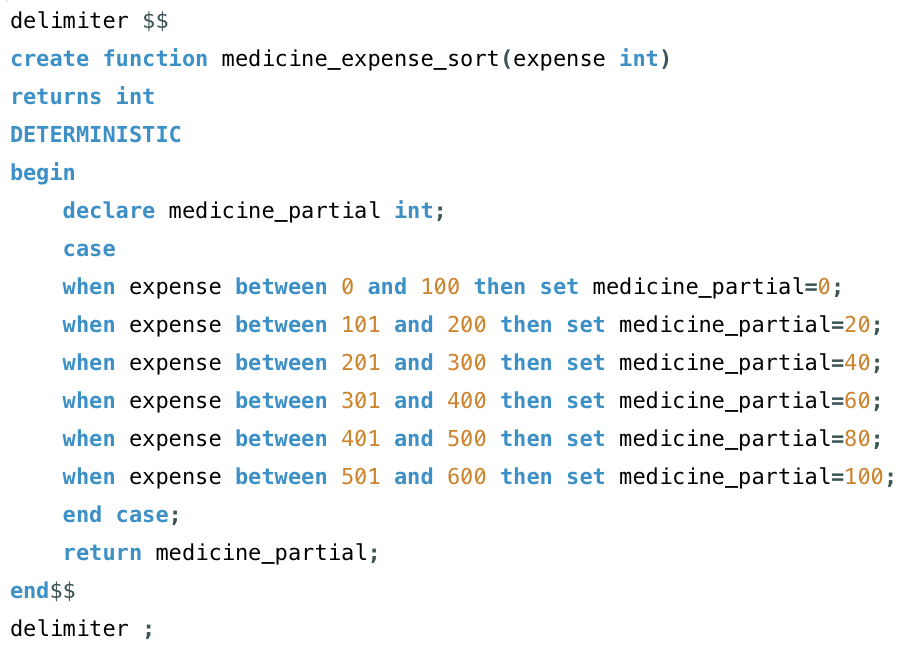 delimiter $$
create function medicine_expense_sort(expense int)
returns int
DETERMINISTIC
begin
    declare medicine_partial int;
    case
    when expense between 0 and 100 then set medicine_partial=0;
    when expense between 101 and 200 then set medicine_partial=20;
    when expense between 201 and 300 then set medicine_partial=40;
    when expense between 301 and 400 then set medicine_partial=60;
    when expense between 401 and 500 then set medicine_partial=80;
    when expense between 501 and 600 then set medicine_partial=100;
    end case;
    return medicine_partial;
end$$
delimiter ;